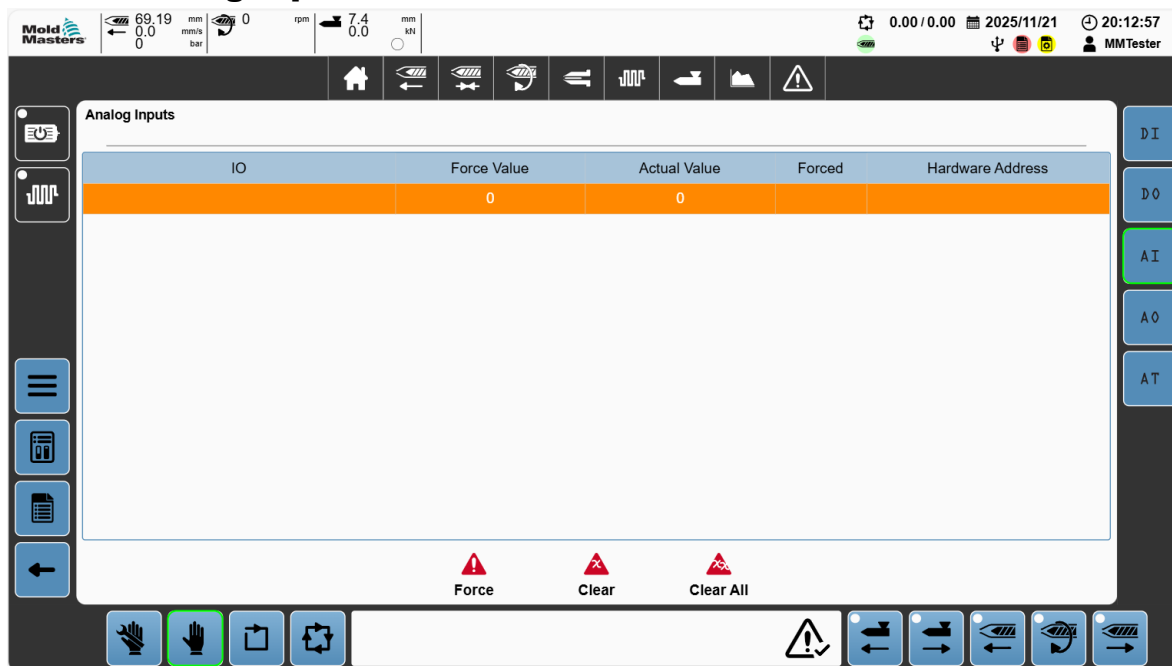 Mold
Masters
69.19 mm
0.0 mm/s
0 bar
0 rpm
7.4 mm
0.0 kN
0.00 / 0.00
2025/11/21
20:12:57
MMTester
Analog Inputs
IO Force Value Actual Value Forced Hardware Address
0 0
DI
DO
AI
AO
AT
Force Clear Clear All